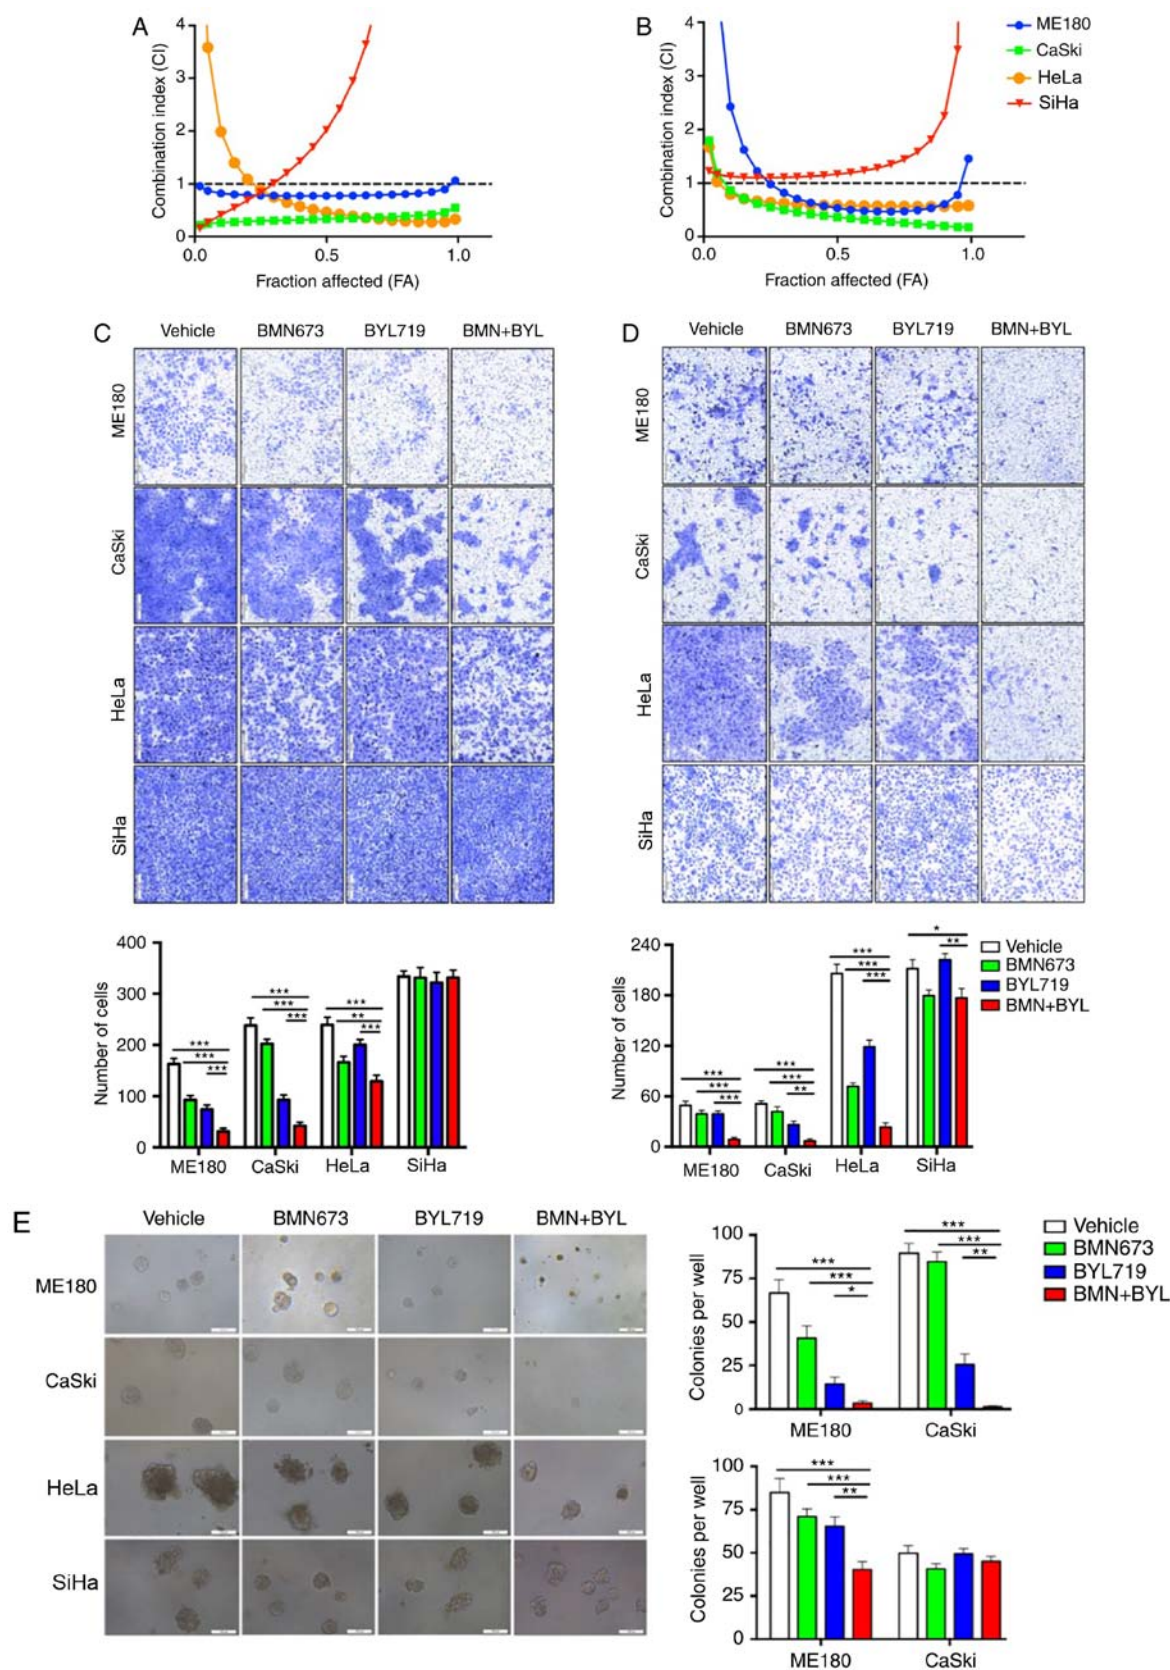 A
Combination index (CI)
4
3
2
1
0
0.0 0.5 1.0
Fraction affected (FA)
B
Combination index (CI)
4
3
2
1
0
0.0 0.5 1.0
Fraction affected (FA)
ME180
CaSki
HeLa
SiHa
C
Vehicle BMN673 BYL719 BMN+BYL
ME180
CaSki
HeLa
SiHa
Number of cells
400
300
200
100
0
*** *** *** *** *** *** *** ** ***
ME180 CaSki HeLa SiHa
D
Vehicle BMN673 BYL719 BMN+BYL
ME180
CaSki
HeLa
SiHa
Number of cells
240
180
120
60
0
*** *** *** *** *** ** *** *** *** * **
ME180 CaSki HeLa SiHa
Vehicle
BMN673
BYL719
BMN+BYL
E
Vehicle BMN673 BYL719 BMN+BYL
ME180
CaSki
HeLa
SiHa
Colonies per well
100
75
50
25
0
*** *** * *** *** **
ME180 CaSki
Vehicle
BMN673
BYL719
BMN+BYL
Colonies per well
100
75
50
25
0
*** *** **
ME180 CaSki